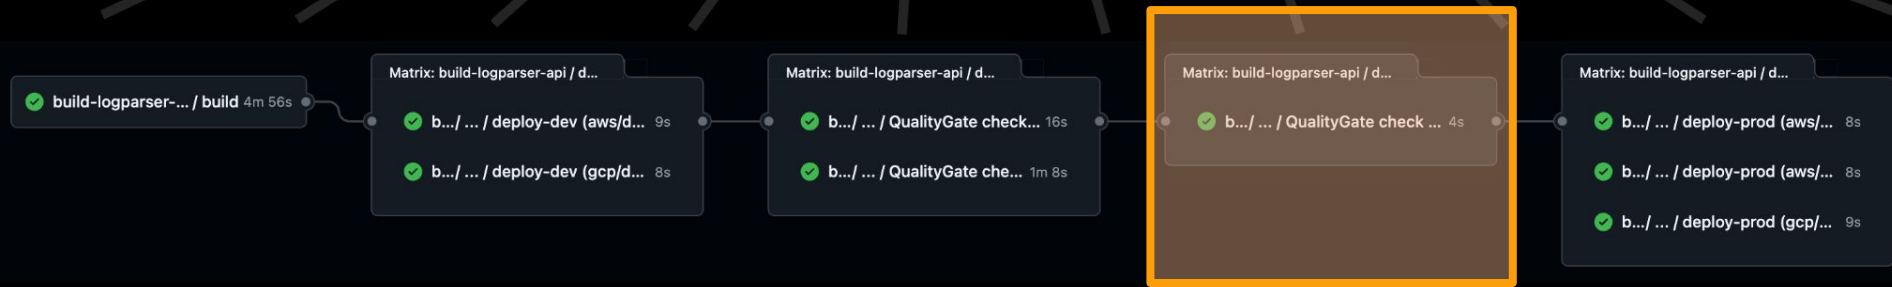 build-logparser-... / build 4m 56s
Matrix: build-logparser-api / d...
b.../ ... / deploy-dev (aws/d... 9s
b.../ ... / deploy-dev (gcp/d... 8s
Matrix: build-logparser-api / d...
b.../ ... / QualityGate check... 16s
b.../ ... / QualityGate che... 1m 8s
Matrix: build-logparser-api / d...
b.../ ... / QualityGate check ... 4s
Matrix: build-logparser-api / d...
b.../ ... / deploy-prod (aws/... 8s
b.../ ... / deploy-prod (aws/... 8s
b.../ ... / deploy-prod (gcp/... 9s